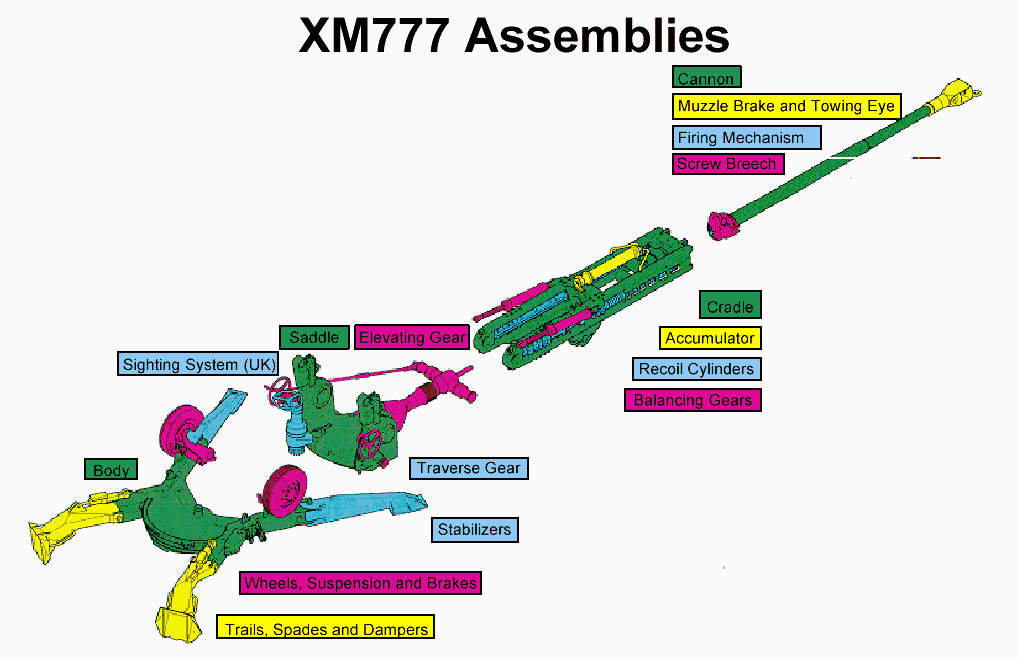 XM777 Assemblies
Cannon
Muzzle Brake and Towing Eye
Firing Mechanism
Screw Breech
Cradle
Accumulator
Recoil Cylinders
Balancing Gears
Saddle
Elevating Gear
Sighting System (UK)
Body
Traverse Gear
Stabilizers
Wheels, Suspension and Brakes
Trails, Spades and Dampers